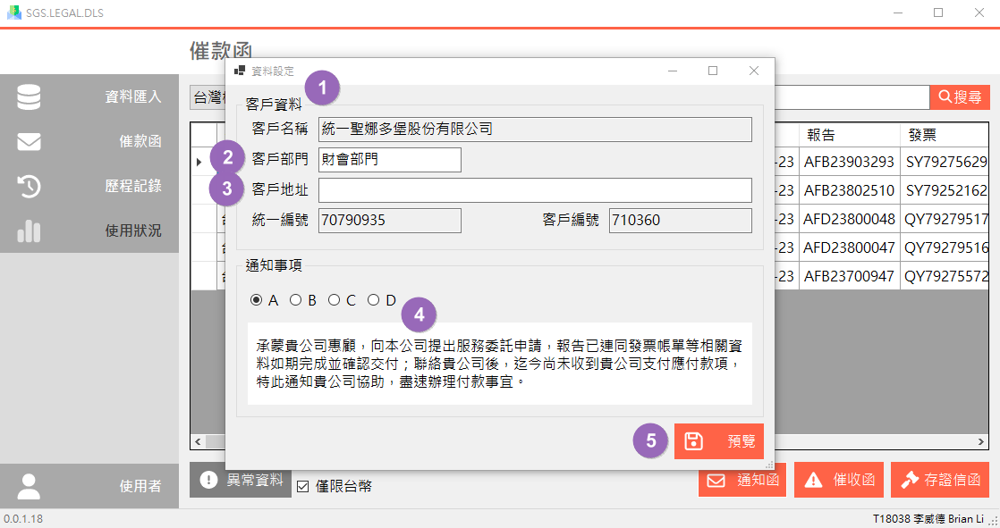 SGS.LEGAL.DLS
催款函
資料匯入
催款函
歷程記錄
使用狀況
使用者
搜尋
報告 發票
-23 AFB23903293 SY79275629
-23 AFB23802510 SY79252162
-23 AFD23800048 QY79279517
-23 AFD23800047 QY79279516
-23 AFB23700947 QY79275572
資料設定
1
客戶資料
客戶名稱 統一聖娜多堡股份有限公司
2 客戶部門 財會部門
3 客戶地址
統一編號 70790935 客戶編號 710360
通知事項
A B C D
4
承蒙貴公司惠顧，向本公司提出服務委託申請，報告已連同發票帳單等相關資
料如期完成並確認交付；聯絡貴公司後，迄今尚未收到貴公司支付應付款項，
特此通知貴公司協助，盡速辦理付款事宜。
5 預覽
異常資料 僅限台幣 通知函 催收函 存證信函
0.0.1.18 T18038 李威德 Brian Li